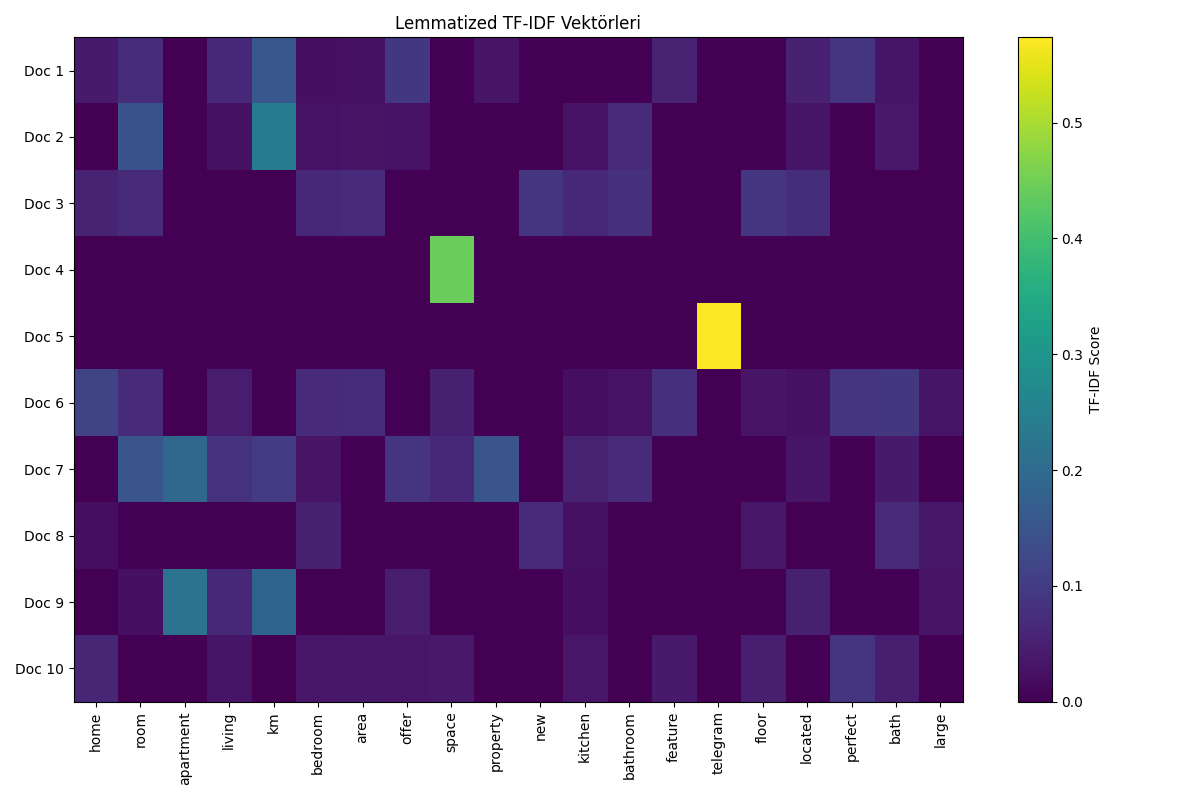 Lemmatized TF-IDF Vektörleri
Doc 1
Doc 2
Doc 3
Doc 4
Doc 5
Doc 6
Doc 7
Doc 8
Doc 9
Doc 10
home
room
apartment
living
km
bedroom
area
offer
space
property
new
kitchen
bathroom
feature
telegram
floor
located
perfect
bath
large
0.5
0.4
0.3
0.2
0.1
0.0
TF-IDF Score